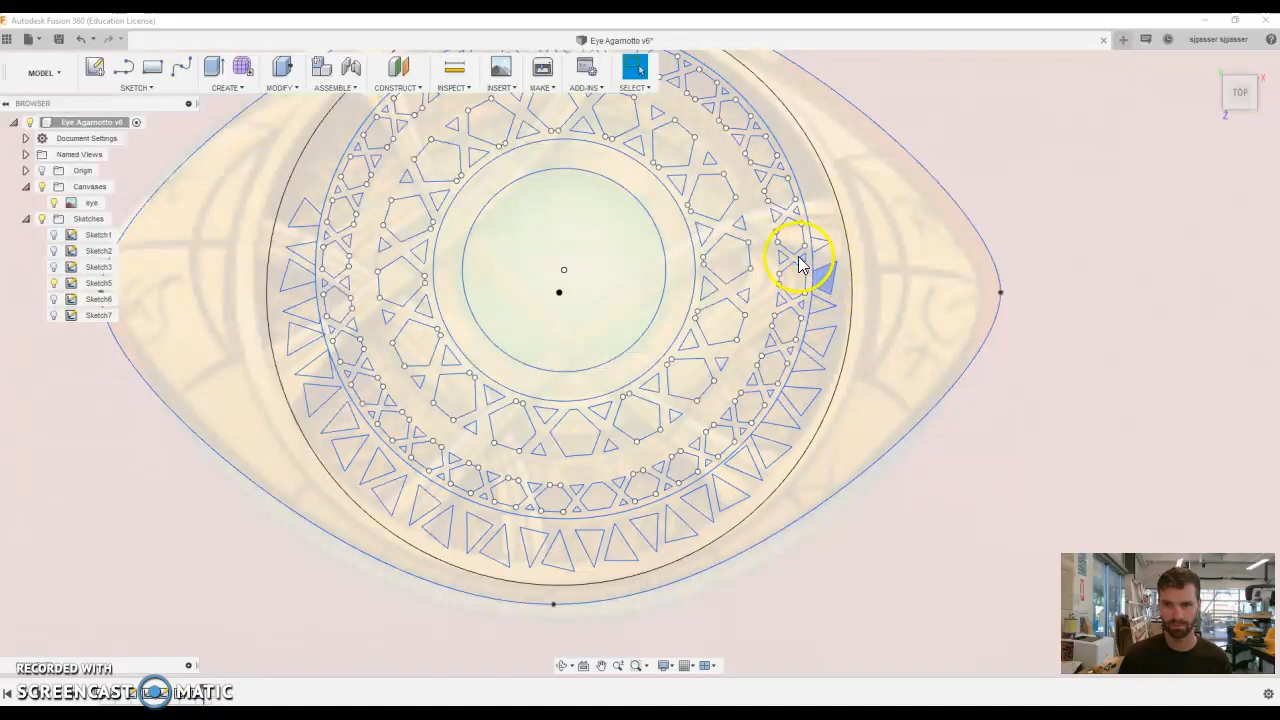 Autodesk Fusion 360 (Education License)
Eye Agamotto v6*
sjgasser sjgasser
MODEL
SKETCH
CREATE
MODIFY
ASSEMBLE
CONSTRUCT
INSPECT
INSERT
MAKE
ADD-INS
SELECT
TOP
X
Z
BROWSER
Eye Agamotto v6
Document Settings
Named Views
Origin
Canvases
eye
Sketches
Sketch1
Sketch2
Sketch3
Sketch5
Sketch6
Sketch7
RECORDED WITH
SCREENCAST MATIC